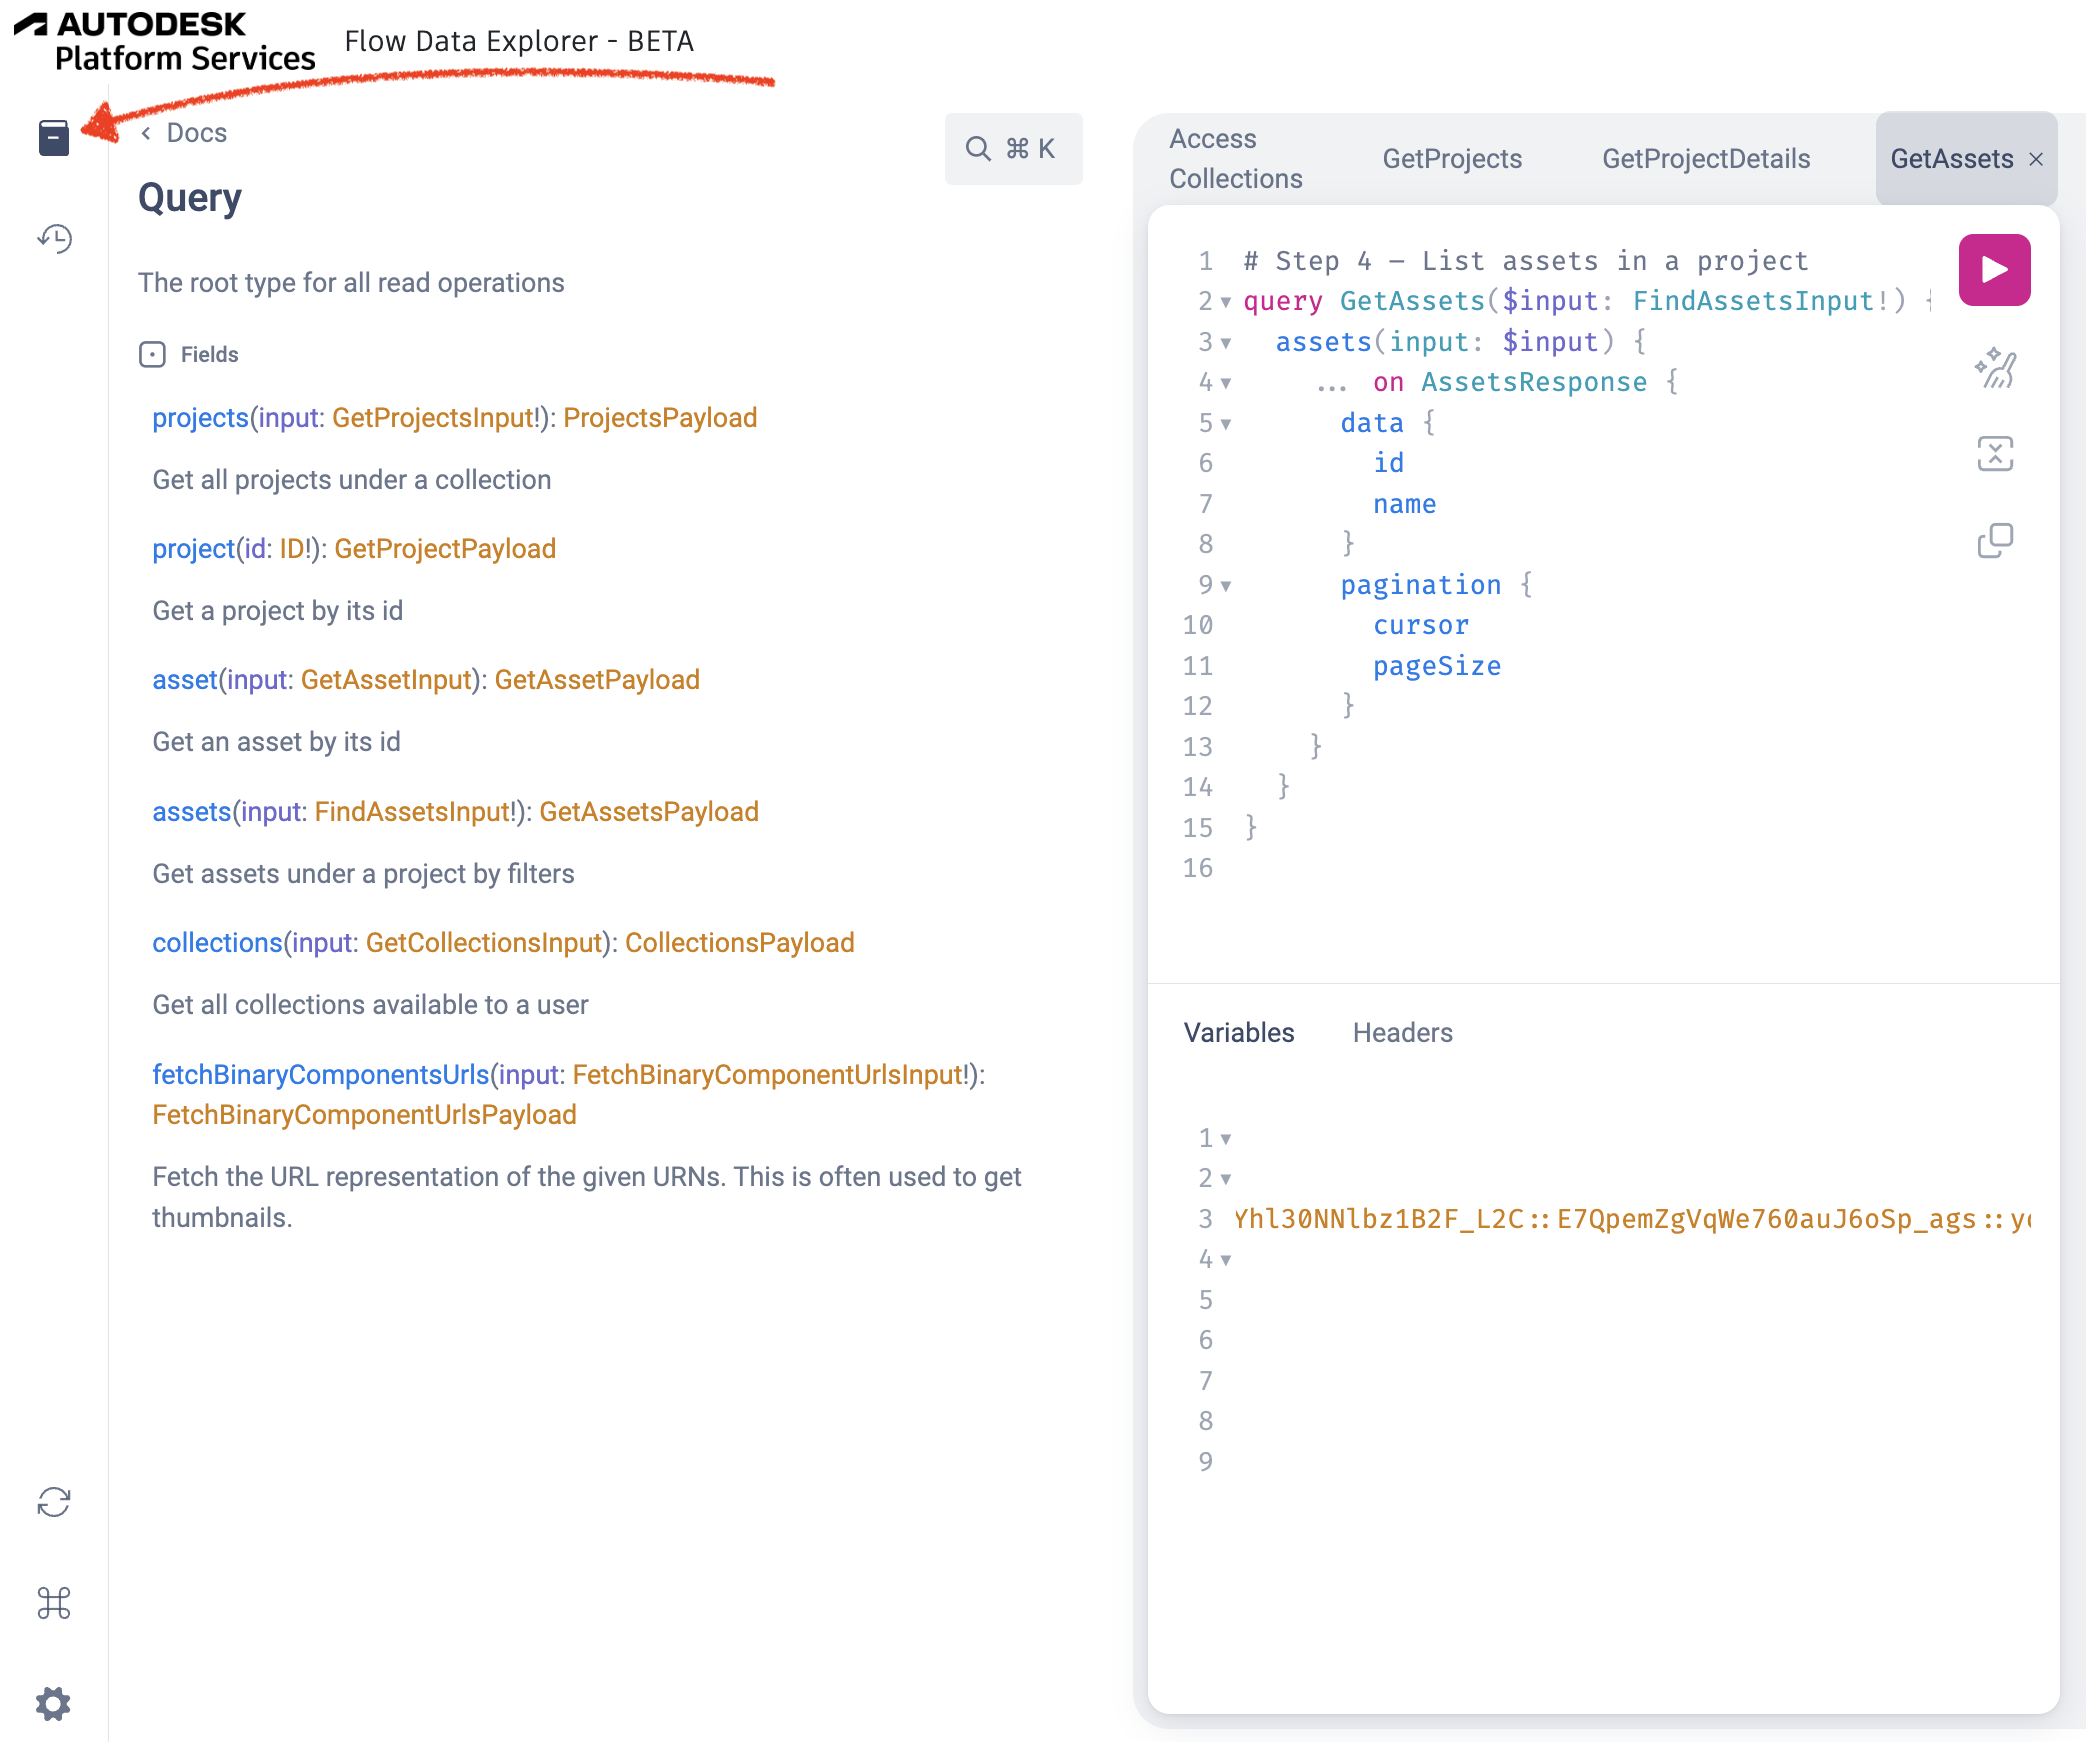 AUTODESK
Platform Services
Flow Data Explorer - BETA
Docs
⌘ K
Query
The root type for all read operations
Fields
projects(input: GetProjectsInput!): ProjectsPayload
Get all projects under a collection
project(id: ID!): GetProjectPayload
Get a project by its id
asset(input: GetAssetInput): GetAssetPayload
Get an asset by its id
assets(input: FindAssetsInput!): GetAssetsPayload
Get assets under a project by filters
collections(input: GetCollectionsInput): CollectionsPayload
Get all collections available to a user
fetchBinaryComponentsUrls(input: FetchBinaryComponentUrlsInput!):
FetchBinaryComponentUrlsPayload
Fetch the URL representation of the given URNs. This is often used to get
thumbnails.
Access
Collections
GetProjects
GetProjectDetails
GetAssets
1 # Step 4 – List assets in a project
2 query GetAssets($input: FindAssetsInput!) {
3 assets(input: $input) {
4 ... on AssetsResponse {
5 data {
6 id
7 name
8 }
9 pagination {
10 cursor
11 pageSize
12 }
13 }
14 }
15 }
16
Variables
Headers
1
2
3 Yhl30NNlbz1B2F_L2C::E7QpemZgVqWe760auJ6oSp_ags::y
4
5
6
7
8
9